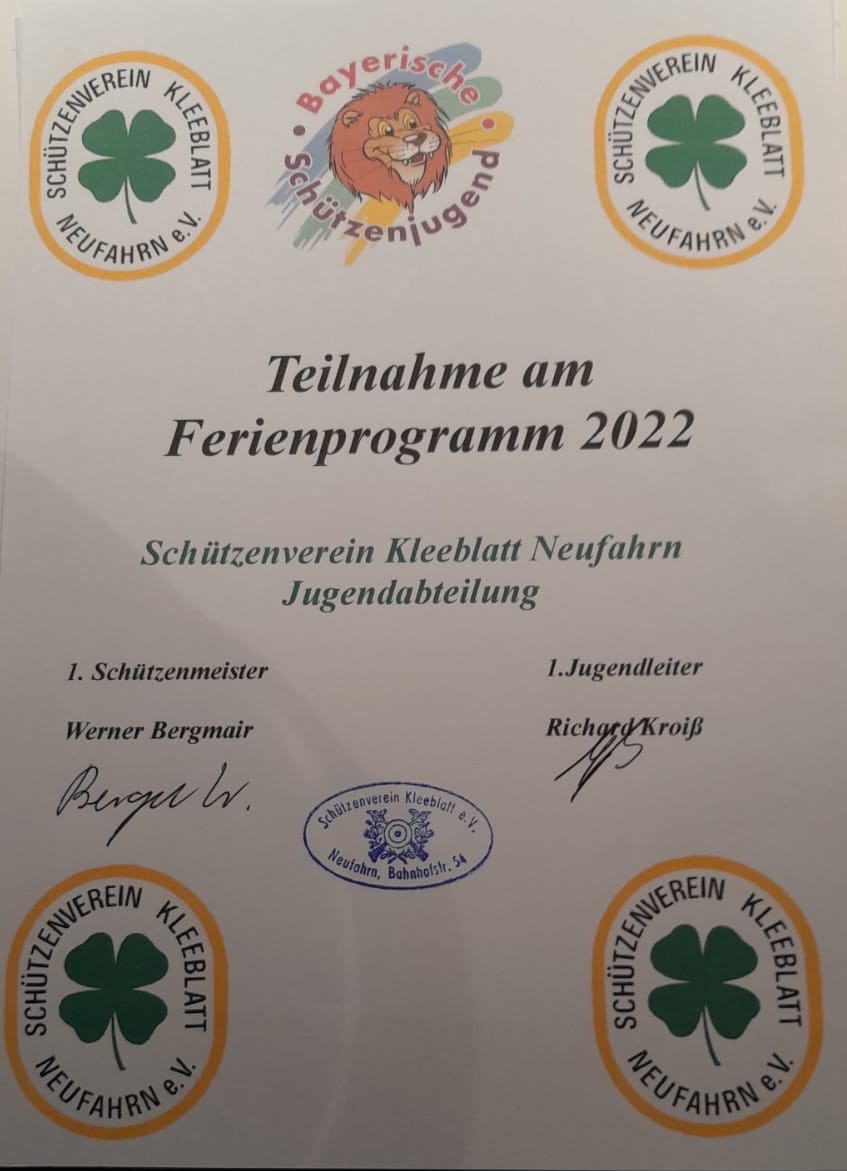 SCHÜTZENVEREIN KLEEBLATT
NEUFAHRN e.V.
• Bayerische •
Schützenjugend
SCHÜTZENVEREIN KLEEBLATT
NEUFAHRN e.V.
Teilnahme am
Ferienprogramm 2022
Schützenverein Kleeblatt Neufahrn
Jugendabteilung
1. Schützenmeister
1.Jugendleiter
Werner Bergmair
Richard Kroiß
Schützenverein Kleeblatt e.V.
Neufahrn, Bahnhofstr. 54
SCHÜTZENVEREIN KLEEBLATT
NEUFAHRN e.V.
SCHÜTZENVEREIN KLEEBLATT
NEUFAHRN e.V.